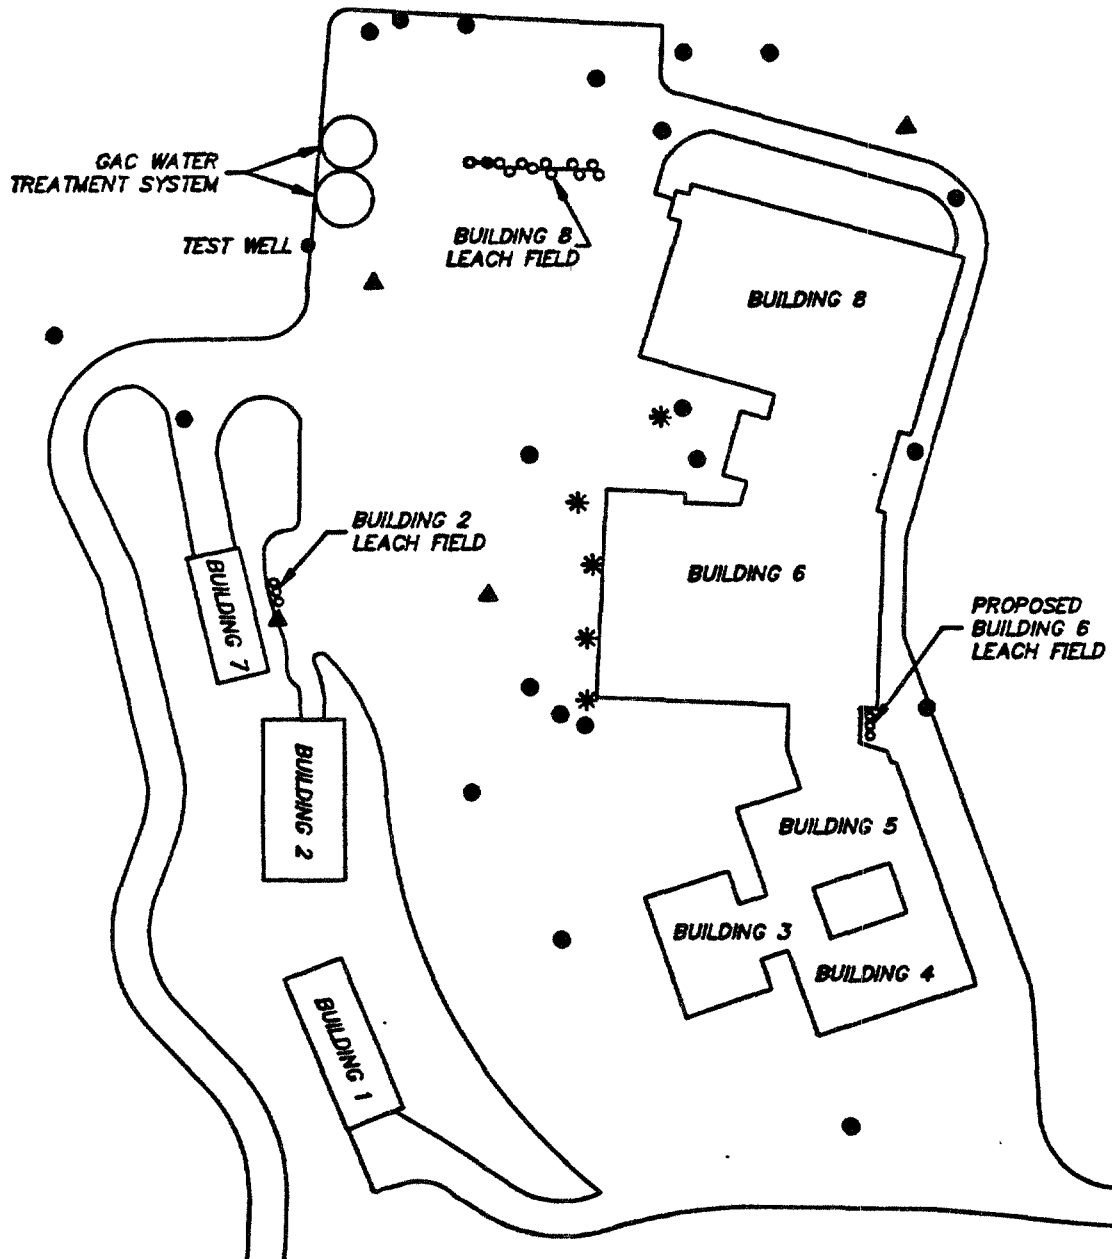 GAC WATER
TREATMENT SYSTEM
TEST WELL
BUILDING 8
LEACH FIELD
BUILDING 8
BUILDING 2
LEACH FIELD
BUILDING 7
BUILDING 6
PROPOSED
BUILDING 6
LEACH FIELD
BUILDING 2
BUILDING 5
BUILDING 3
BUILDING 4
BUILDING 1